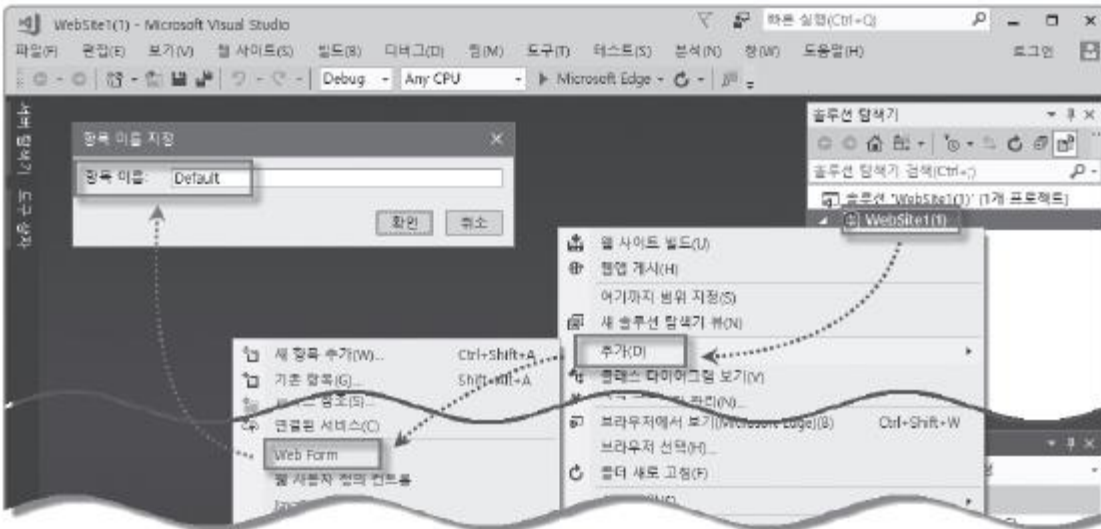 WebSite1(1) - Microsoft Visual Studio
빠른 실행(Ctrl+Q)
파일(F) 편집(E) 보기(V) 웹 사이트(S) 빌드(B) 디버그(D) 팀(M) 도구(T) 테스트(S) 분석(N) 창(W) 도움말(H) 로그인
Debug Any CPU Microsoft Edge
서버 탐색기 도구 상자
항목 이름 지정
항목 이름: Default
확인 취소
솔루션 탐색기
솔루션 탐색기 검색(Ctrl+;)
솔루션 'WebSite1(1)' (1개 프로젝트)
WebSite1(1)
웹 사이트 빌드(U)
웹앱 게시(H)
여기까지 범위 지정(S)
새 솔루션 탐색기 뷰(N)
추가(D)
클래스 다이어그램 보기(V)
관리(N)...
브라우저에서 보기(Microsoft Edge)(B) Ctrl+Shift+W
브라우저 선택(H)...
폴더 새로 고침(F)
새 항목 추가(W)... Ctrl+Shift+A
기존 항목(G)... Shift+Alt+A
참조(S)...
연결된 서비스(C)
Web Form
웹 사용자 정의 컨트롤